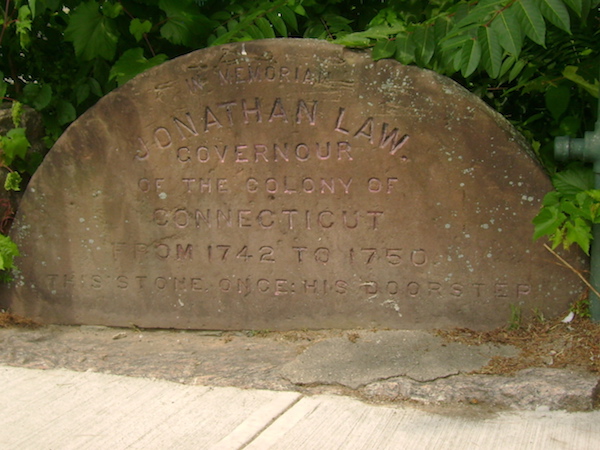 IN MEMORIAM
JONATHAN LAW.
GOVERNOUR
OF THE COLONY OF
CONNECTICUT
FROM 1742 TO 1750.
THIS STONE ONCE HIS DOORSTEP